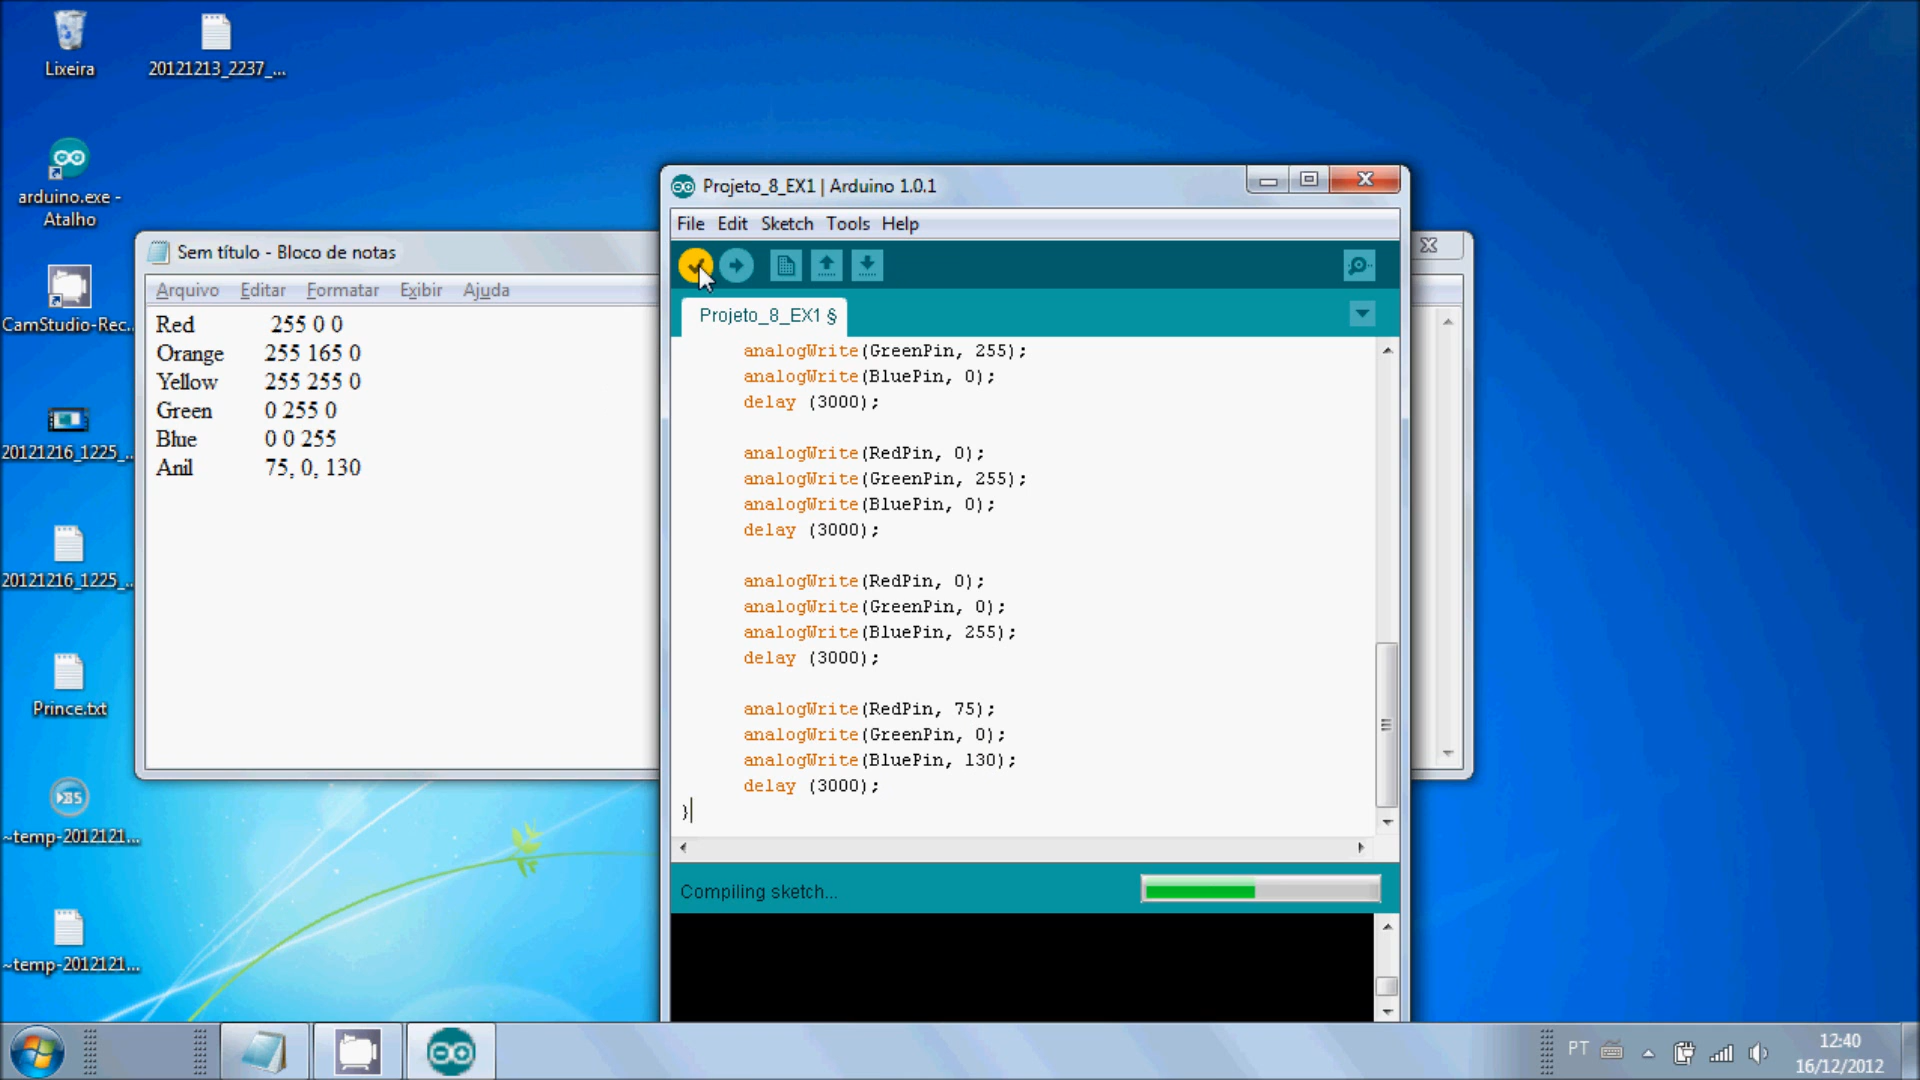 Lixeira
20121213_2237_...
arduino.exe -
Atalho
CamStudio-Rec...
20121216_1225_...
20121216_1225_...
Prince.txt
~temp-2012121...
~temp-2012121...
Sem título - Bloco de notas
Arquivo Editar Formatar Exibir Ajuda
Red 255 0 0
Orange 255 165 0
Yellow 255 255 0
Green 0 255 0
Blue 0 0 255
Anil 75, 0, 130
Projeto_8_EX1 | Arduino 1.0.1
File Edit Sketch Tools Help
Projeto_8_EX1 §
analogWrite(GreenPin, 255);
analogWrite(BluePin, 0);
delay (3000);
analogWrite(RedPin, 0);
analogWrite(GreenPin, 255);
analogWrite(BluePin, 0);
delay (3000);
analogWrite(RedPin, 0);
analogWrite(GreenPin, 0);
analogWrite(BluePin, 255);
delay (3000);
analogWrite(RedPin, 75);
analogWrite(GreenPin, 0);
analogWrite(BluePin, 130);
delay (3000);
}
Compiling sketch...
PT
12:40
16/12/2012